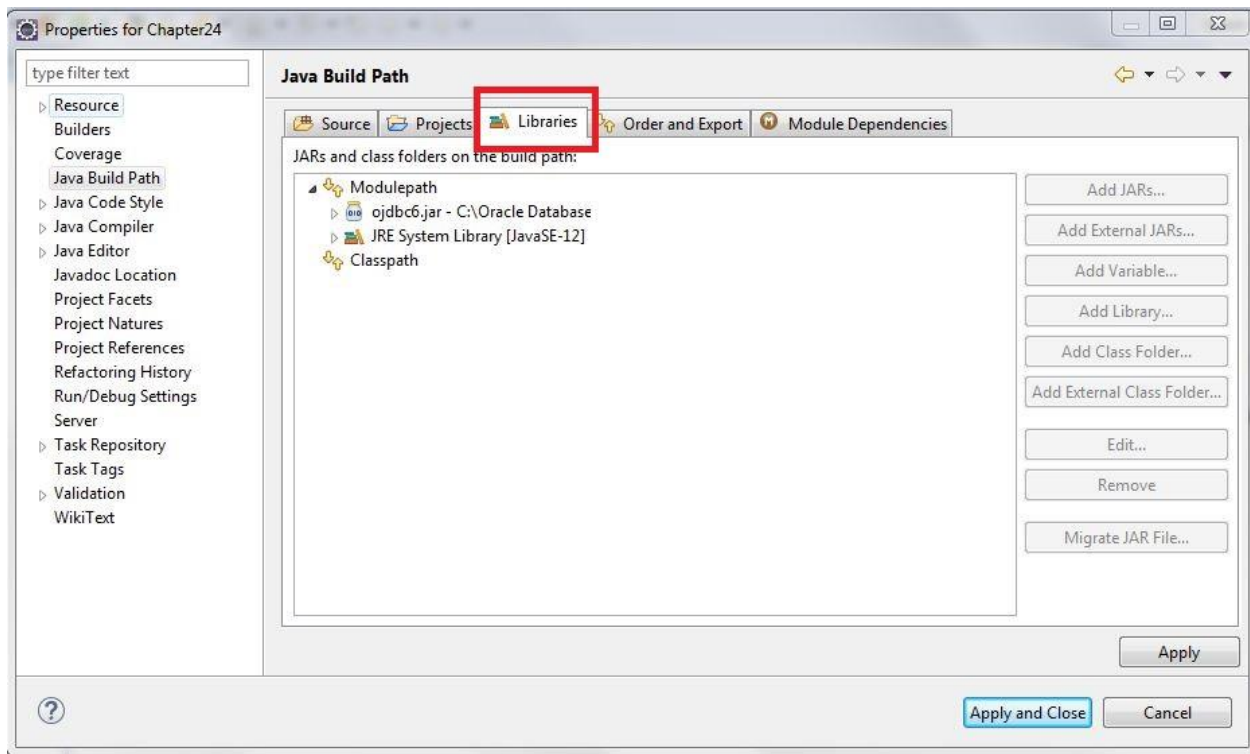 Properties for Chapter24
type filter text
Resource
Builders
Coverage
Java Build Path
Java Code Style
Java Compiler
Java Editor
Javadoc Location
Project Facets
Project Natures
Project References
Refactoring History
Run/Debug Settings
Server
Task Repository
Task Tags
Validation
WikiText
Java Build Path
Source Projects Libraries Order and Export Module Dependencies
JARs and class folders on the build path:
Modulepath
ojdbc6.jar - C:\Oracle Database
JRE System Library [JavaSE-12]
Classpath
Add JARs...
Add External JARs...
Add Variable...
Add Library...
Add Class Folder...
Add External Class Folder...
Edit...
Remove
Migrate JAR File...
Apply
Apply and Close Cancel